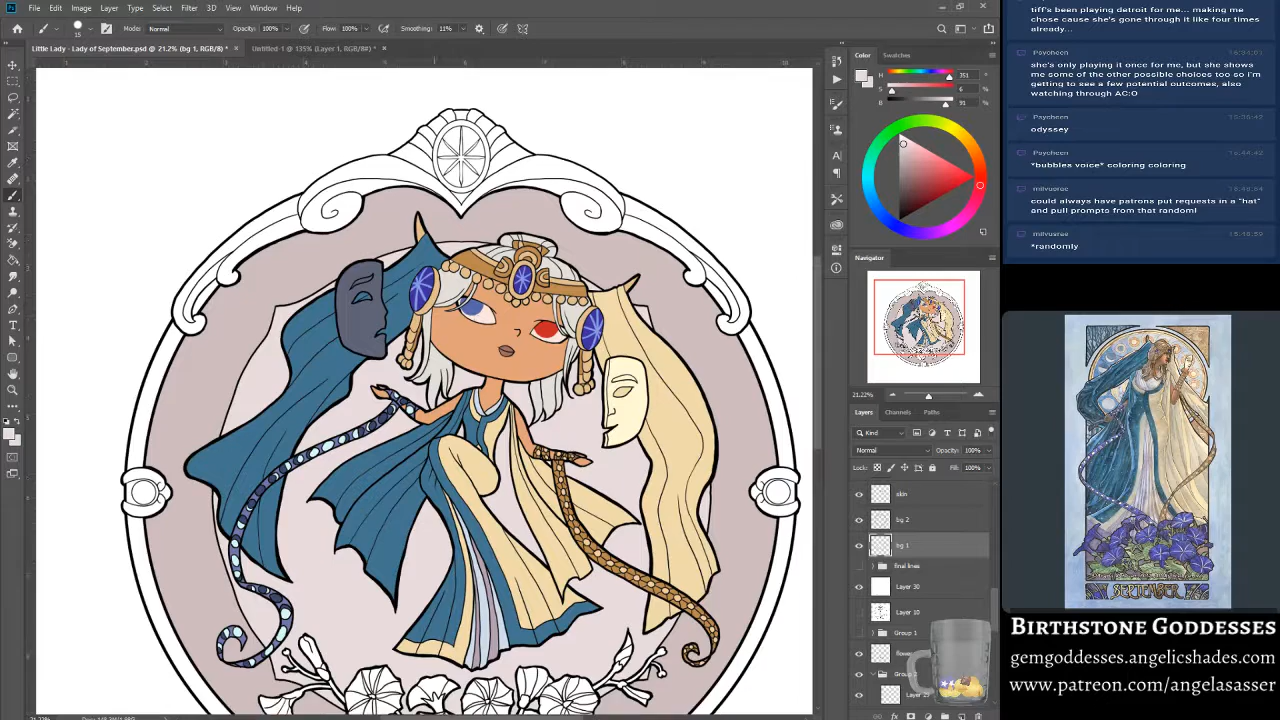 File Edit Image Layer Type Select Filter 3D View Window Help
15 Mode: Normal Opacity: 100% Flow: 100% Smoothing: 11%
Little Lady - Lady of September.psd @ 21.2% (bg 1, RGB/8) * × Untitled-1 @ 135% (Layer 1, RGB/8#) * ×
Color Swatches
H 351 °
S 6 %
B 91 %
Navigator
21.22%
Layers Channels Paths
Kind
Normal Opacity: 100%
Lock: Fill: 100%
skin
bg 2
bg 1
final lines
Layer 30
Layer 10
Group 1
tiff's been playing detroit for me... making me
chose cause she's gone through it like four times
already...
Psycheen
she's only playing it once for me, but she shows
me some of the other possible choices too so i'm
getting to see a few potential outcomes, also
watching through AC:O
Psycheen
odyssey
Psycheen
*bubbles voice* coloring coloring
milvusrae
could always have patrons put requests in a "hat"
and pull prompts from that random!
milvusrae
*randomly
SEPTEMBER
Birthstone Goddesses
gemgoddesses.angelicshades.com
www.patreon.com/angelasasser